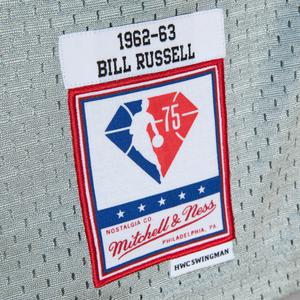 1962-63
BILL RUSSELL
75
NOSTALGIA CO.
Mitchell & Ness
PHILADELPHIA, PA.
HWC SWINGMAN